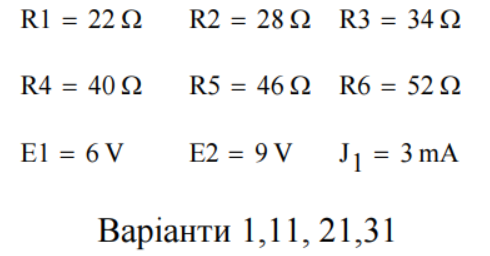 R1 = 22 Ω R2 = 28 Ω R3 = 34 Ω
R4 = 40 Ω R5 = 46 Ω R6 = 52 Ω
E1 = 6 V E2 = 9 V J₁ = 3 mA
Варіанти 1,11, 21,31